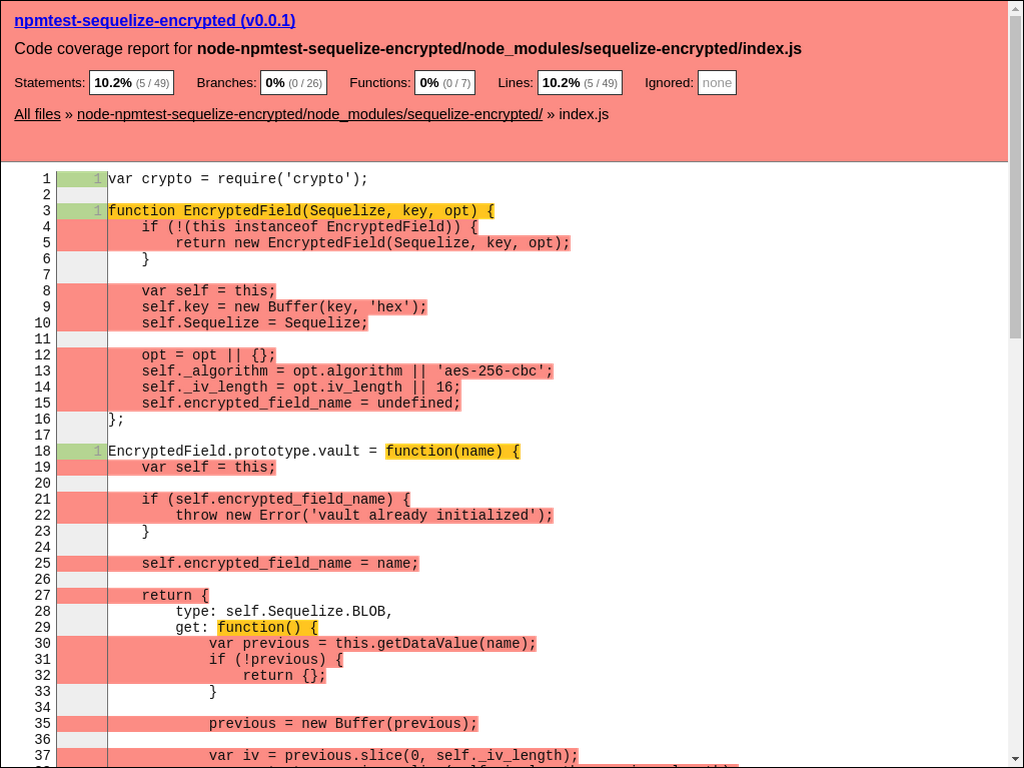 npmtest-sequelize-encrypted (v0.0.1)
Code coverage report for node-npmtest-sequelize-encrypted/node_modules/sequelize-encrypted/index.js
Statements: 10.2% (5 / 49) Branches: 0% (0 / 26) Functions: 0% (0 / 7) Lines: 10.2% (5 / 49) Ignored: none
All files » node-npmtest-sequelize-encrypted/node_modules/sequelize-encrypted/ » index.js
1 1 var crypto = require('crypto');
2
3 1 function EncryptedField(Sequelize, key, opt) {
4     if (!(this instanceof EncryptedField)) {
5         return new EncryptedField(Sequelize, key, opt);
6     }
7
8     var self = this;
9     self.key = new Buffer(key, 'hex');
10     self.Sequelize = Sequelize;
11
12     opt = opt || {};
13     self._algorithm = opt.algorithm || 'aes-256-cbc';
14     self._iv_length = opt.iv_length || 16;
15     self.encrypted_field_name = undefined;
16 };
17
18 1 EncryptedField.prototype.vault = function(name) {
19     var self = this;
20
21     if (self.encrypted_field_name) {
22         throw new Error('vault already initialized');
23     }
24
25     self.encrypted_field_name = name;
26
27     return {
28         type: self.Sequelize.BLOB,
29         get: function() {
30             var previous = this.getDataValue(name);
31             if (!previous) {
32                 return {};
33             }
34
35             previous = new Buffer(previous);
36
37             var iv = previous.slice(0, self._iv_length);